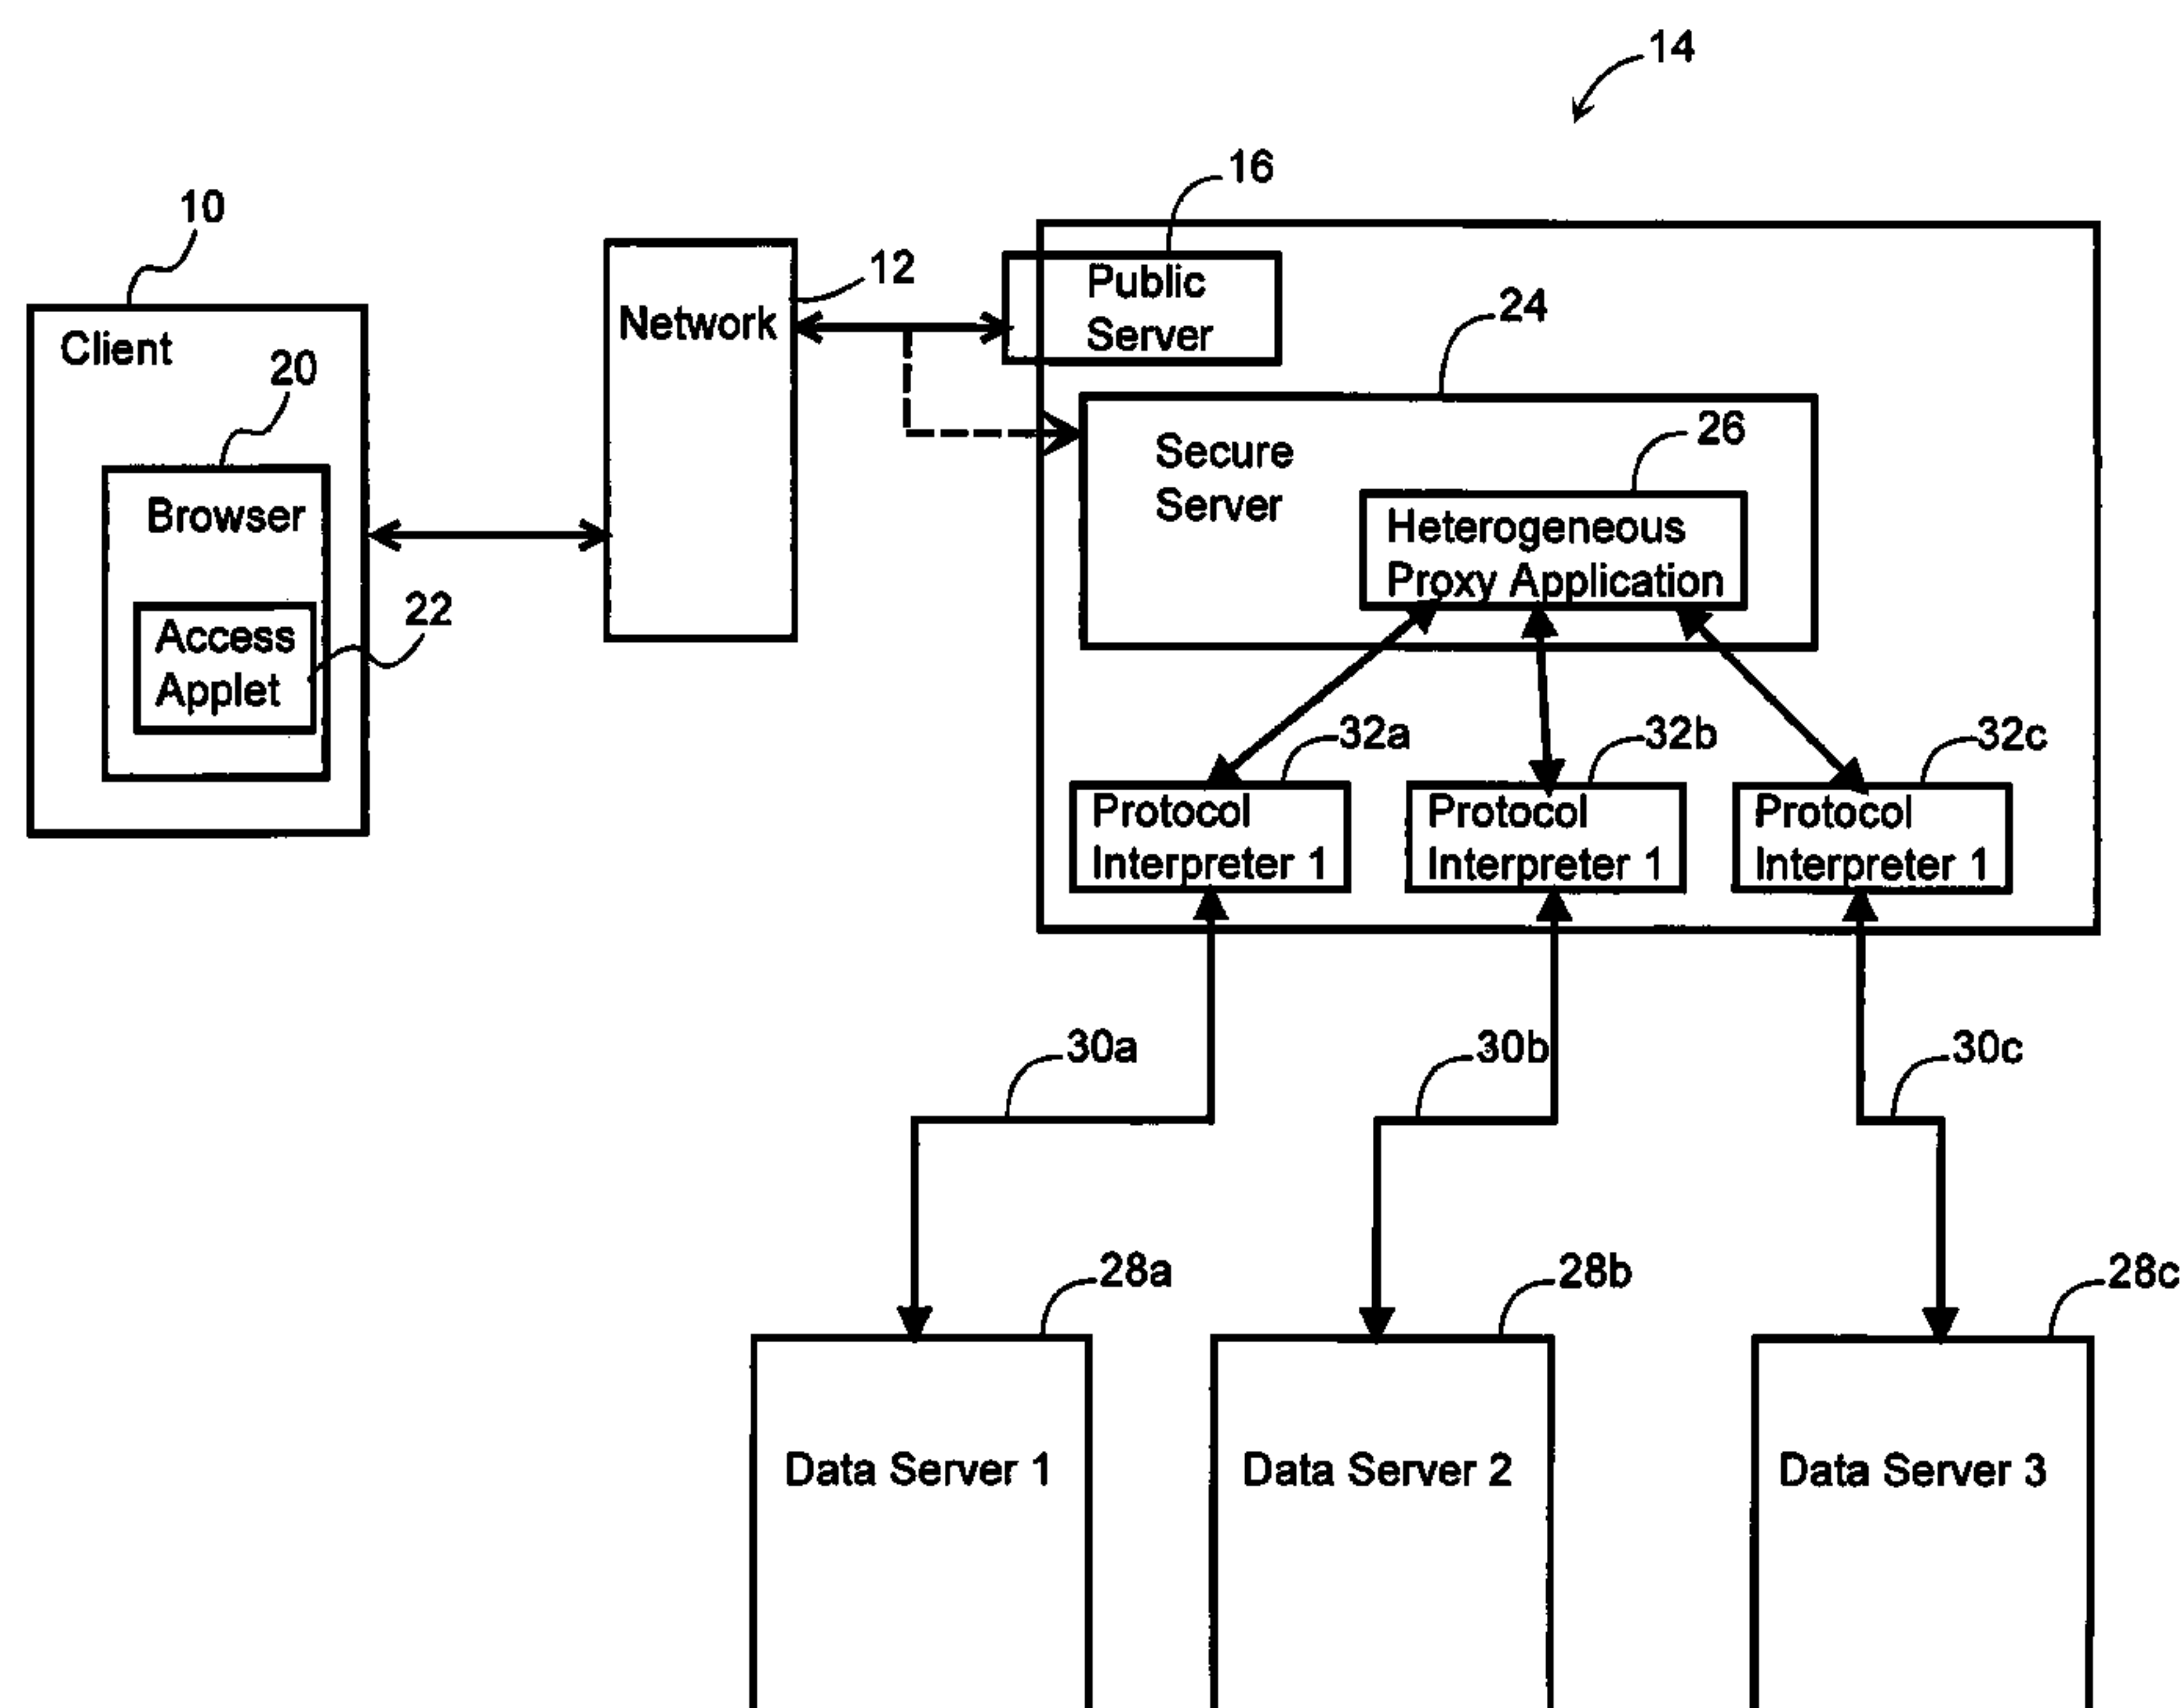 14
16
10
12
Public
Server
Network
24
Client
20
26
Secure
Server
Browser
Heterogeneous
Proxy Application
22
Access
Applet
32a
32b
32c
Protocol
Interpreter 1
Protocol
Interpreter 1
Protocol
Interpreter 1
30a
30b
30c
28a
28b
28c
Data Server 1
Data Server 2
Data Server 3